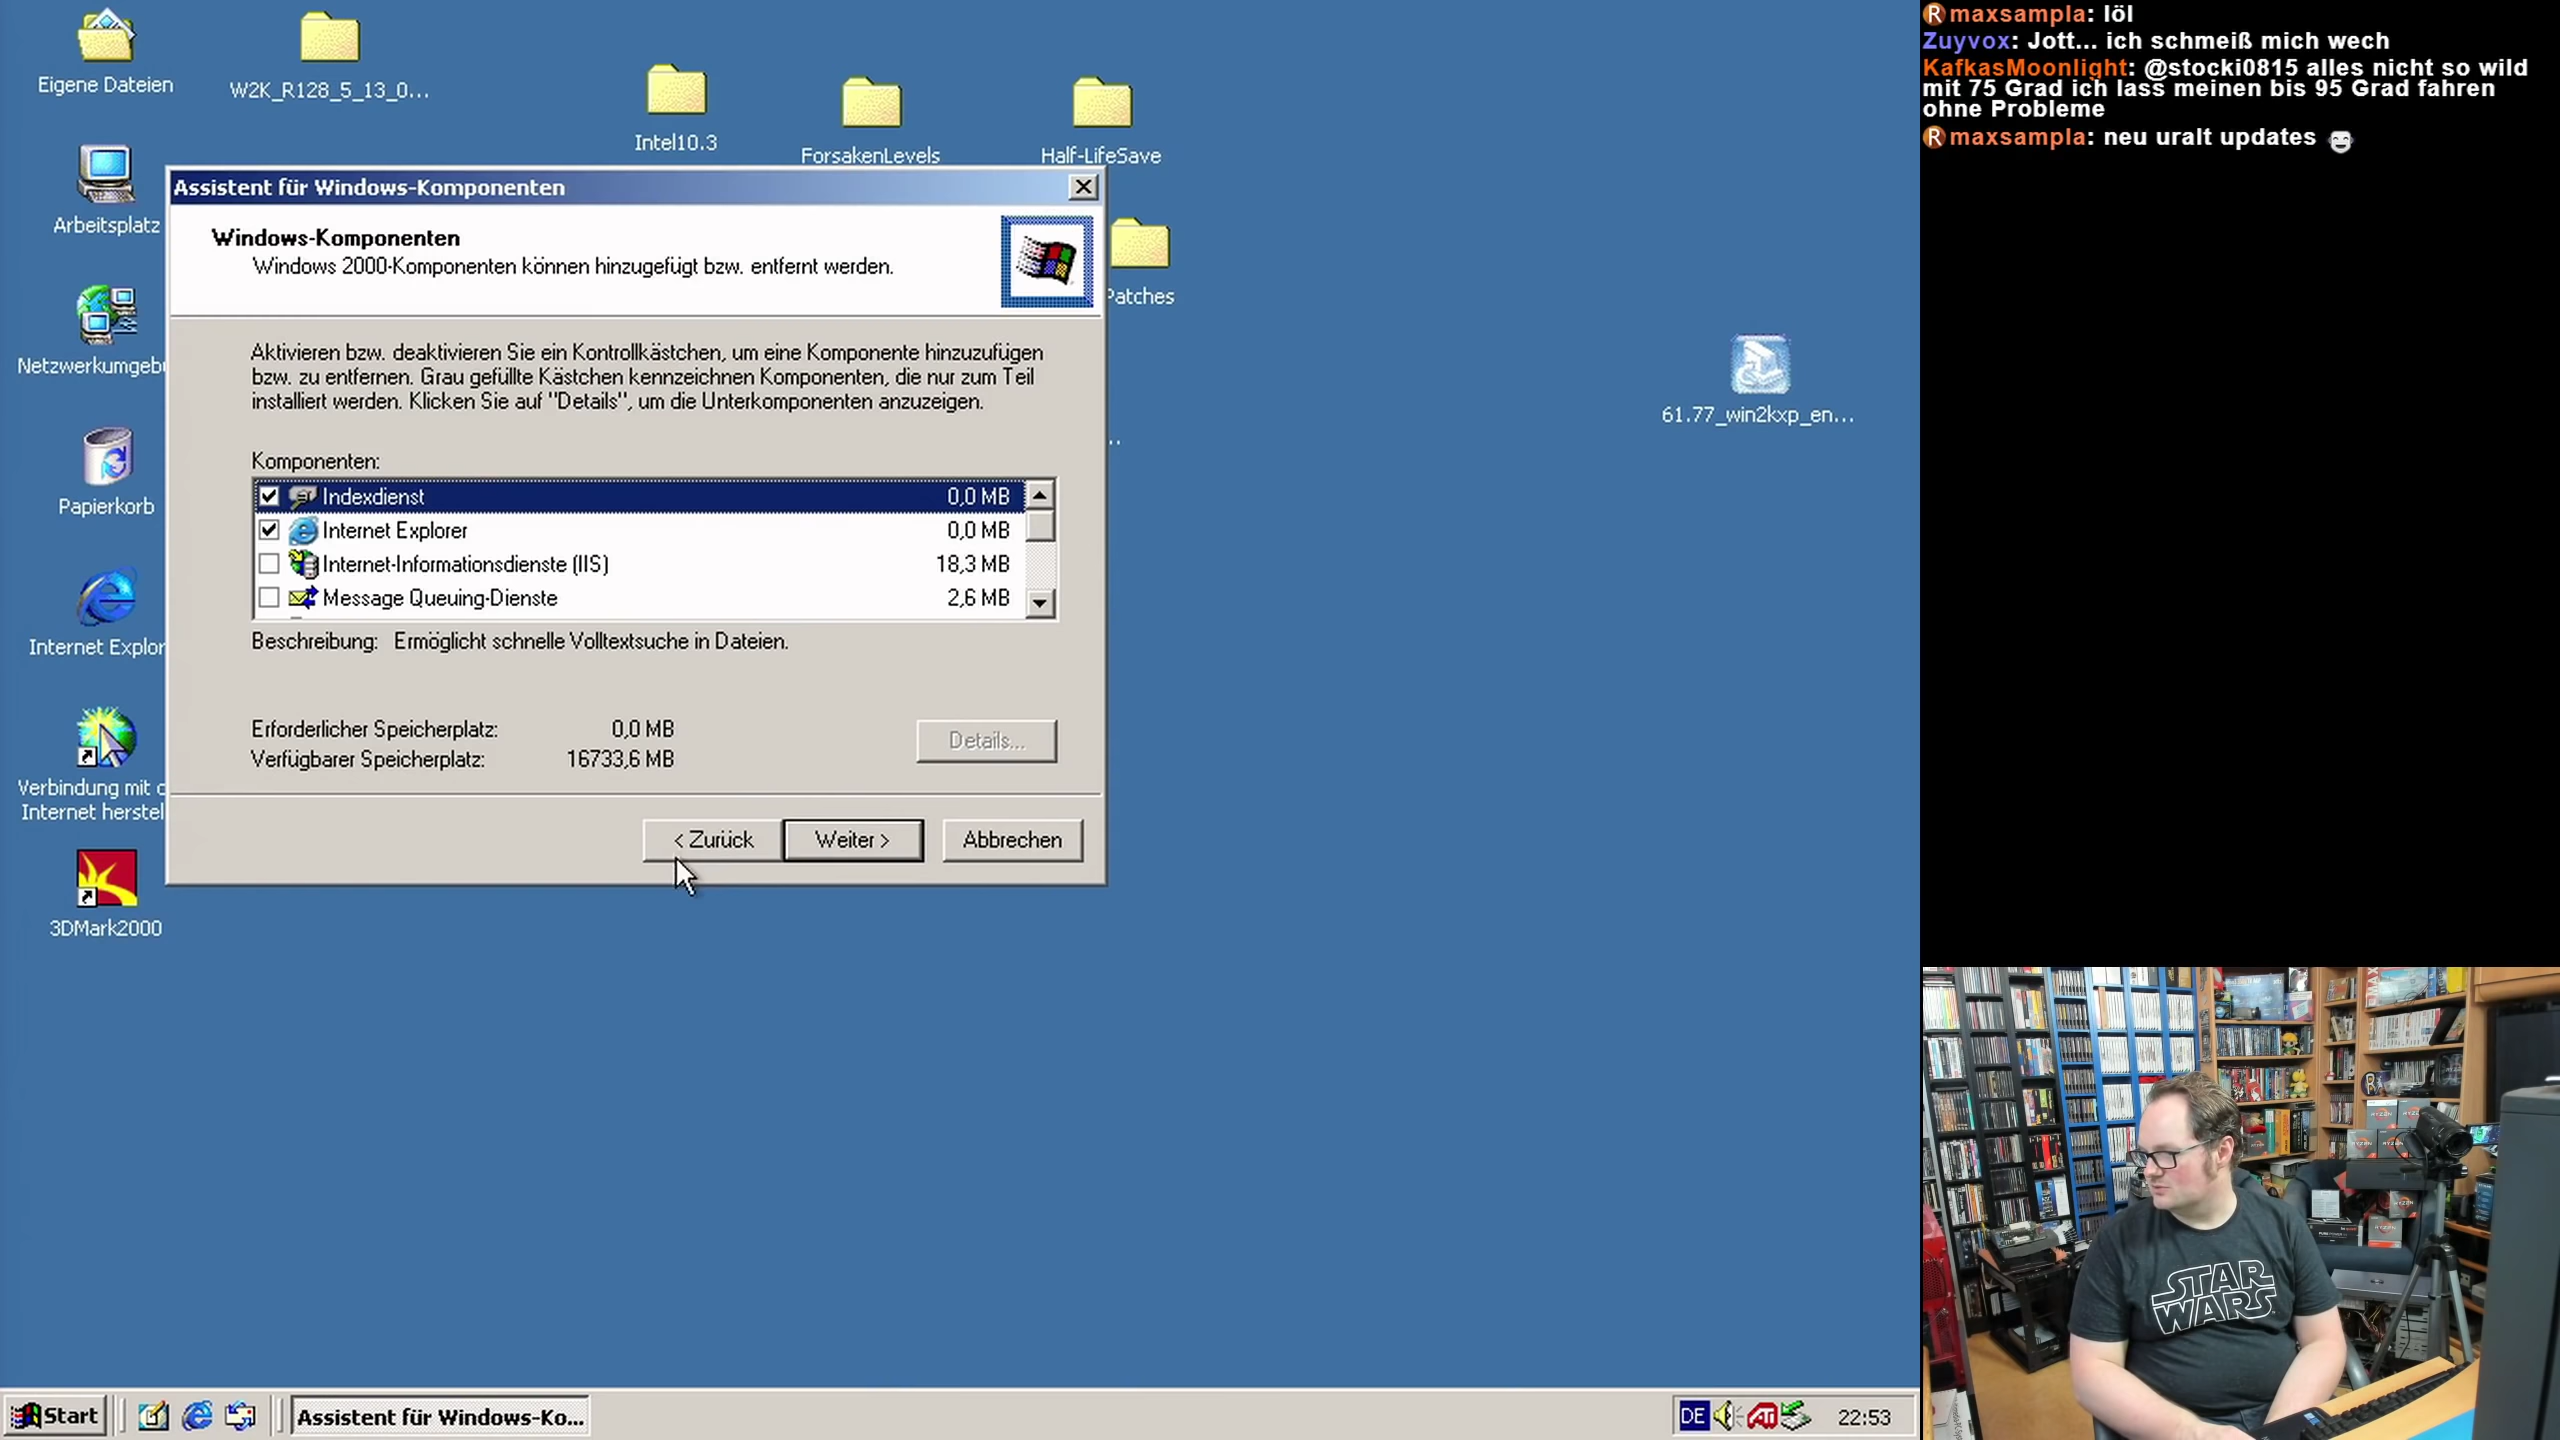 Eigene Dateien
W2K_R128_5_13_0...
Intel10.3
ForsakenLevels
Half-LifeSave
Arbeitsplatz
Patches
Netzwerkumgebu
61.77_win2kxp_en...
Papierkorb
Internet Explor
Verbindung mit d
Internet herstel
3DMark2000
Assistent für Windows-Komponenten
Windows-Komponenten
Windows 2000-Komponenten können hinzugefügt bzw. entfernt werden.
Aktivieren bzw. deaktivieren Sie ein Kontrollkästchen, um eine Komponente hinzuzufügen
bzw. zu entfernen. Grau gefüllte Kästchen kennzeichnen Komponenten, die nur zum Teil
installiert werden. Klicken Sie auf "Details", um die Unterkomponenten anzuzeigen.
Komponenten:
Indexdienst 0,0 MB
Internet Explorer 0,0 MB
Internet-Informationsdienste (IIS) 18,3 MB
Message Queuing-Dienste 2,6 MB
Beschreibung: Ermöglicht schnelle Volltextsuche in Dateien.
Erforderlicher Speicherplatz: 0,0 MB
Verfügbarer Speicherplatz: 16733,6 MB
Details...
< Zurück
Weiter >
Abbrechen
Start
Assistent für Windows-Ko...
DE
22:53
maxsampla: löl
Zuyvox: Jott... ich schmeiß mich wech
KafkasMoonlight: @stocki0815 alles nicht so wild
mit 75 Grad ich lass meinen bis 95 Grad fahren
ohne Probleme
maxsampla: neu uralt updates
STAR
WARS
RYZEN